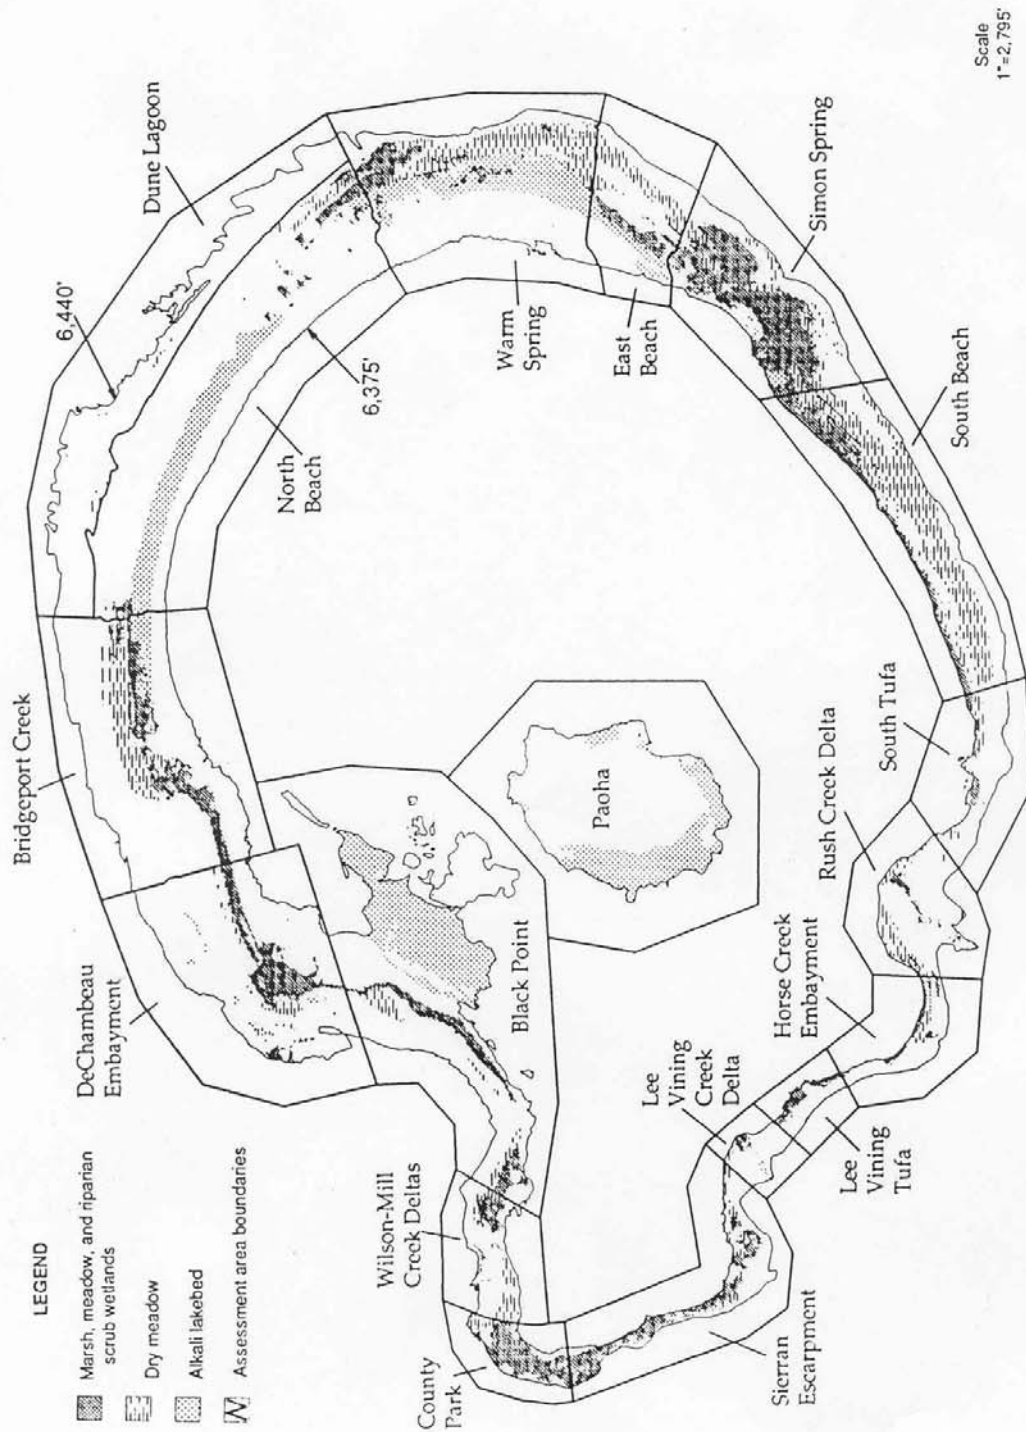 LEGEND
Marsh, meadow, and riparian
scrub wetlands
Dry meadow
Alkali lakebed
Assessment area boundaries
Bridgeport Creek
6,440'
Dune Lagoon
DeChambeau
Embayment
North
Beach
6,375'
Warm
Spring
East
Beach
Simon Spring
South Beach
South Tufa
Rush Creek Delta
Horse Creek
Embayment
Lee
Vining
Creek
Delta
Lee
Vining
Tufa
Sierran
Escarpment
County
Park
Wilson-Mill
Creek Deltas
Black Point
Paoha
Scale
1"=2,795'